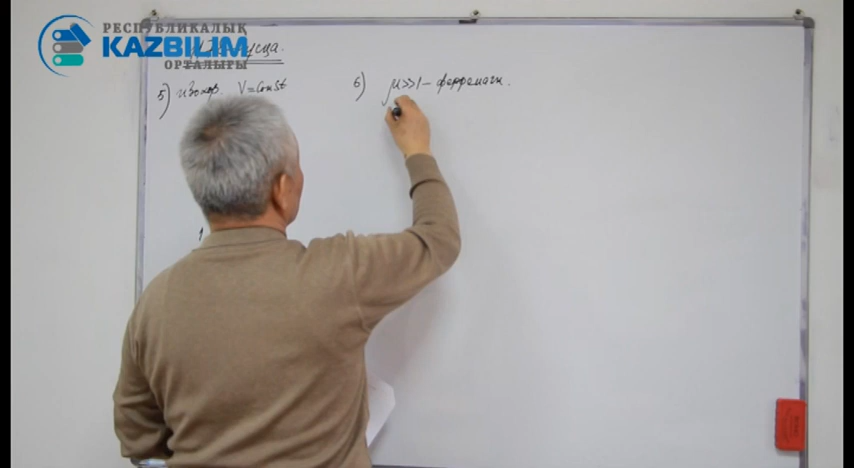 РЕСПУБЛИКАЛЫҚ
KAZBILIM
ОРТАЛЫҒЫ
5) изохор. V = Const
6) μ>>1 – ферромагн.